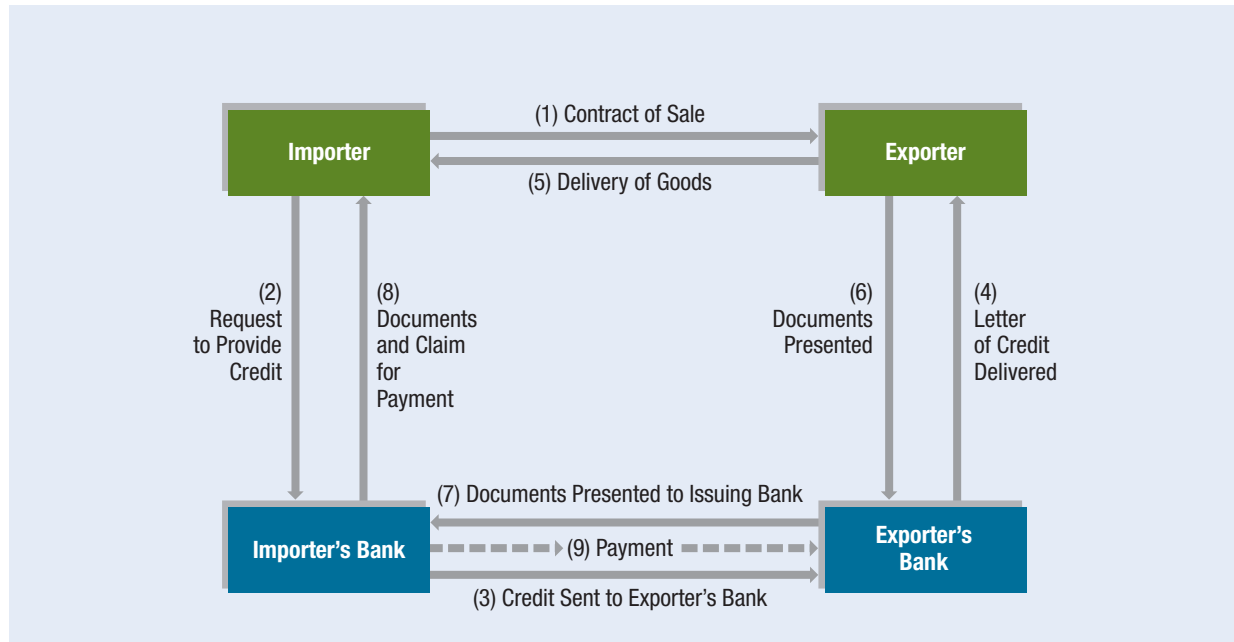 (1) Contract of Sale
Importer
Exporter
(5) Delivery of Goods
(2)
Request
to Provide
Credit
(8)
Documents
and Claim
for
Payment
(6)
Documents
Presented
(4)
Letter
of Credit
Delivered
(7) Documents Presented to Issuing Bank
Importer's Bank
(9) Payment
Exporter's
Bank
(3) Credit Sent to Exporter's Bank